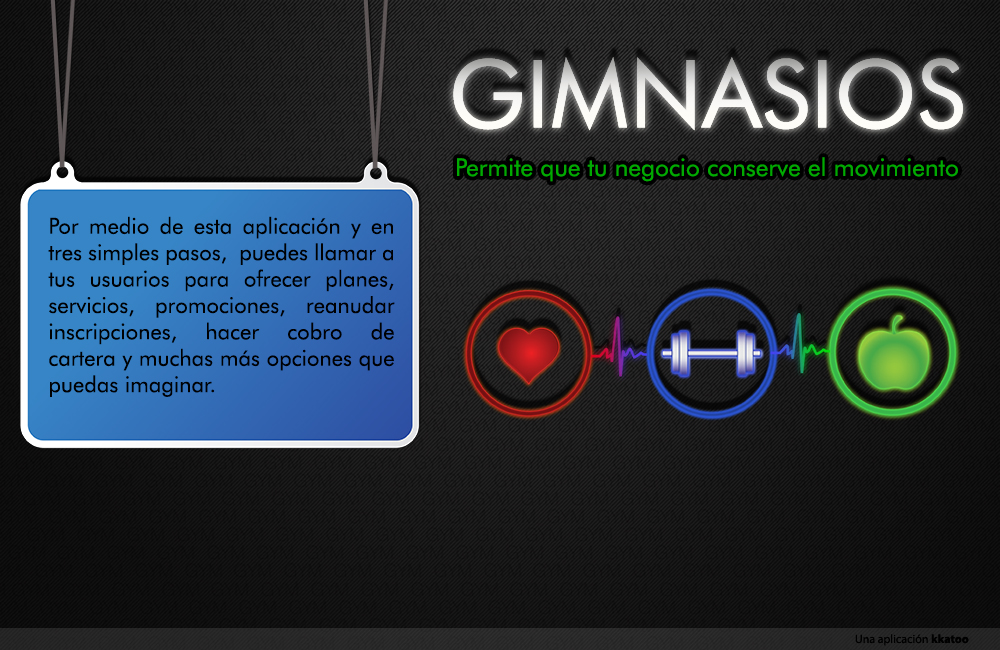 GIMNASIOS
Permite que tu negocio conserve el movimiento
Por medio de esta aplicación y en
tres simples pasos, puedes llamar a
tus usuarios para ofrecer planes,
servicios, promociones, reanudar
inscripciones, hacer cobro de
cartera y muchas más opciones que
puedas imaginar.
Una aplicación kkatoo